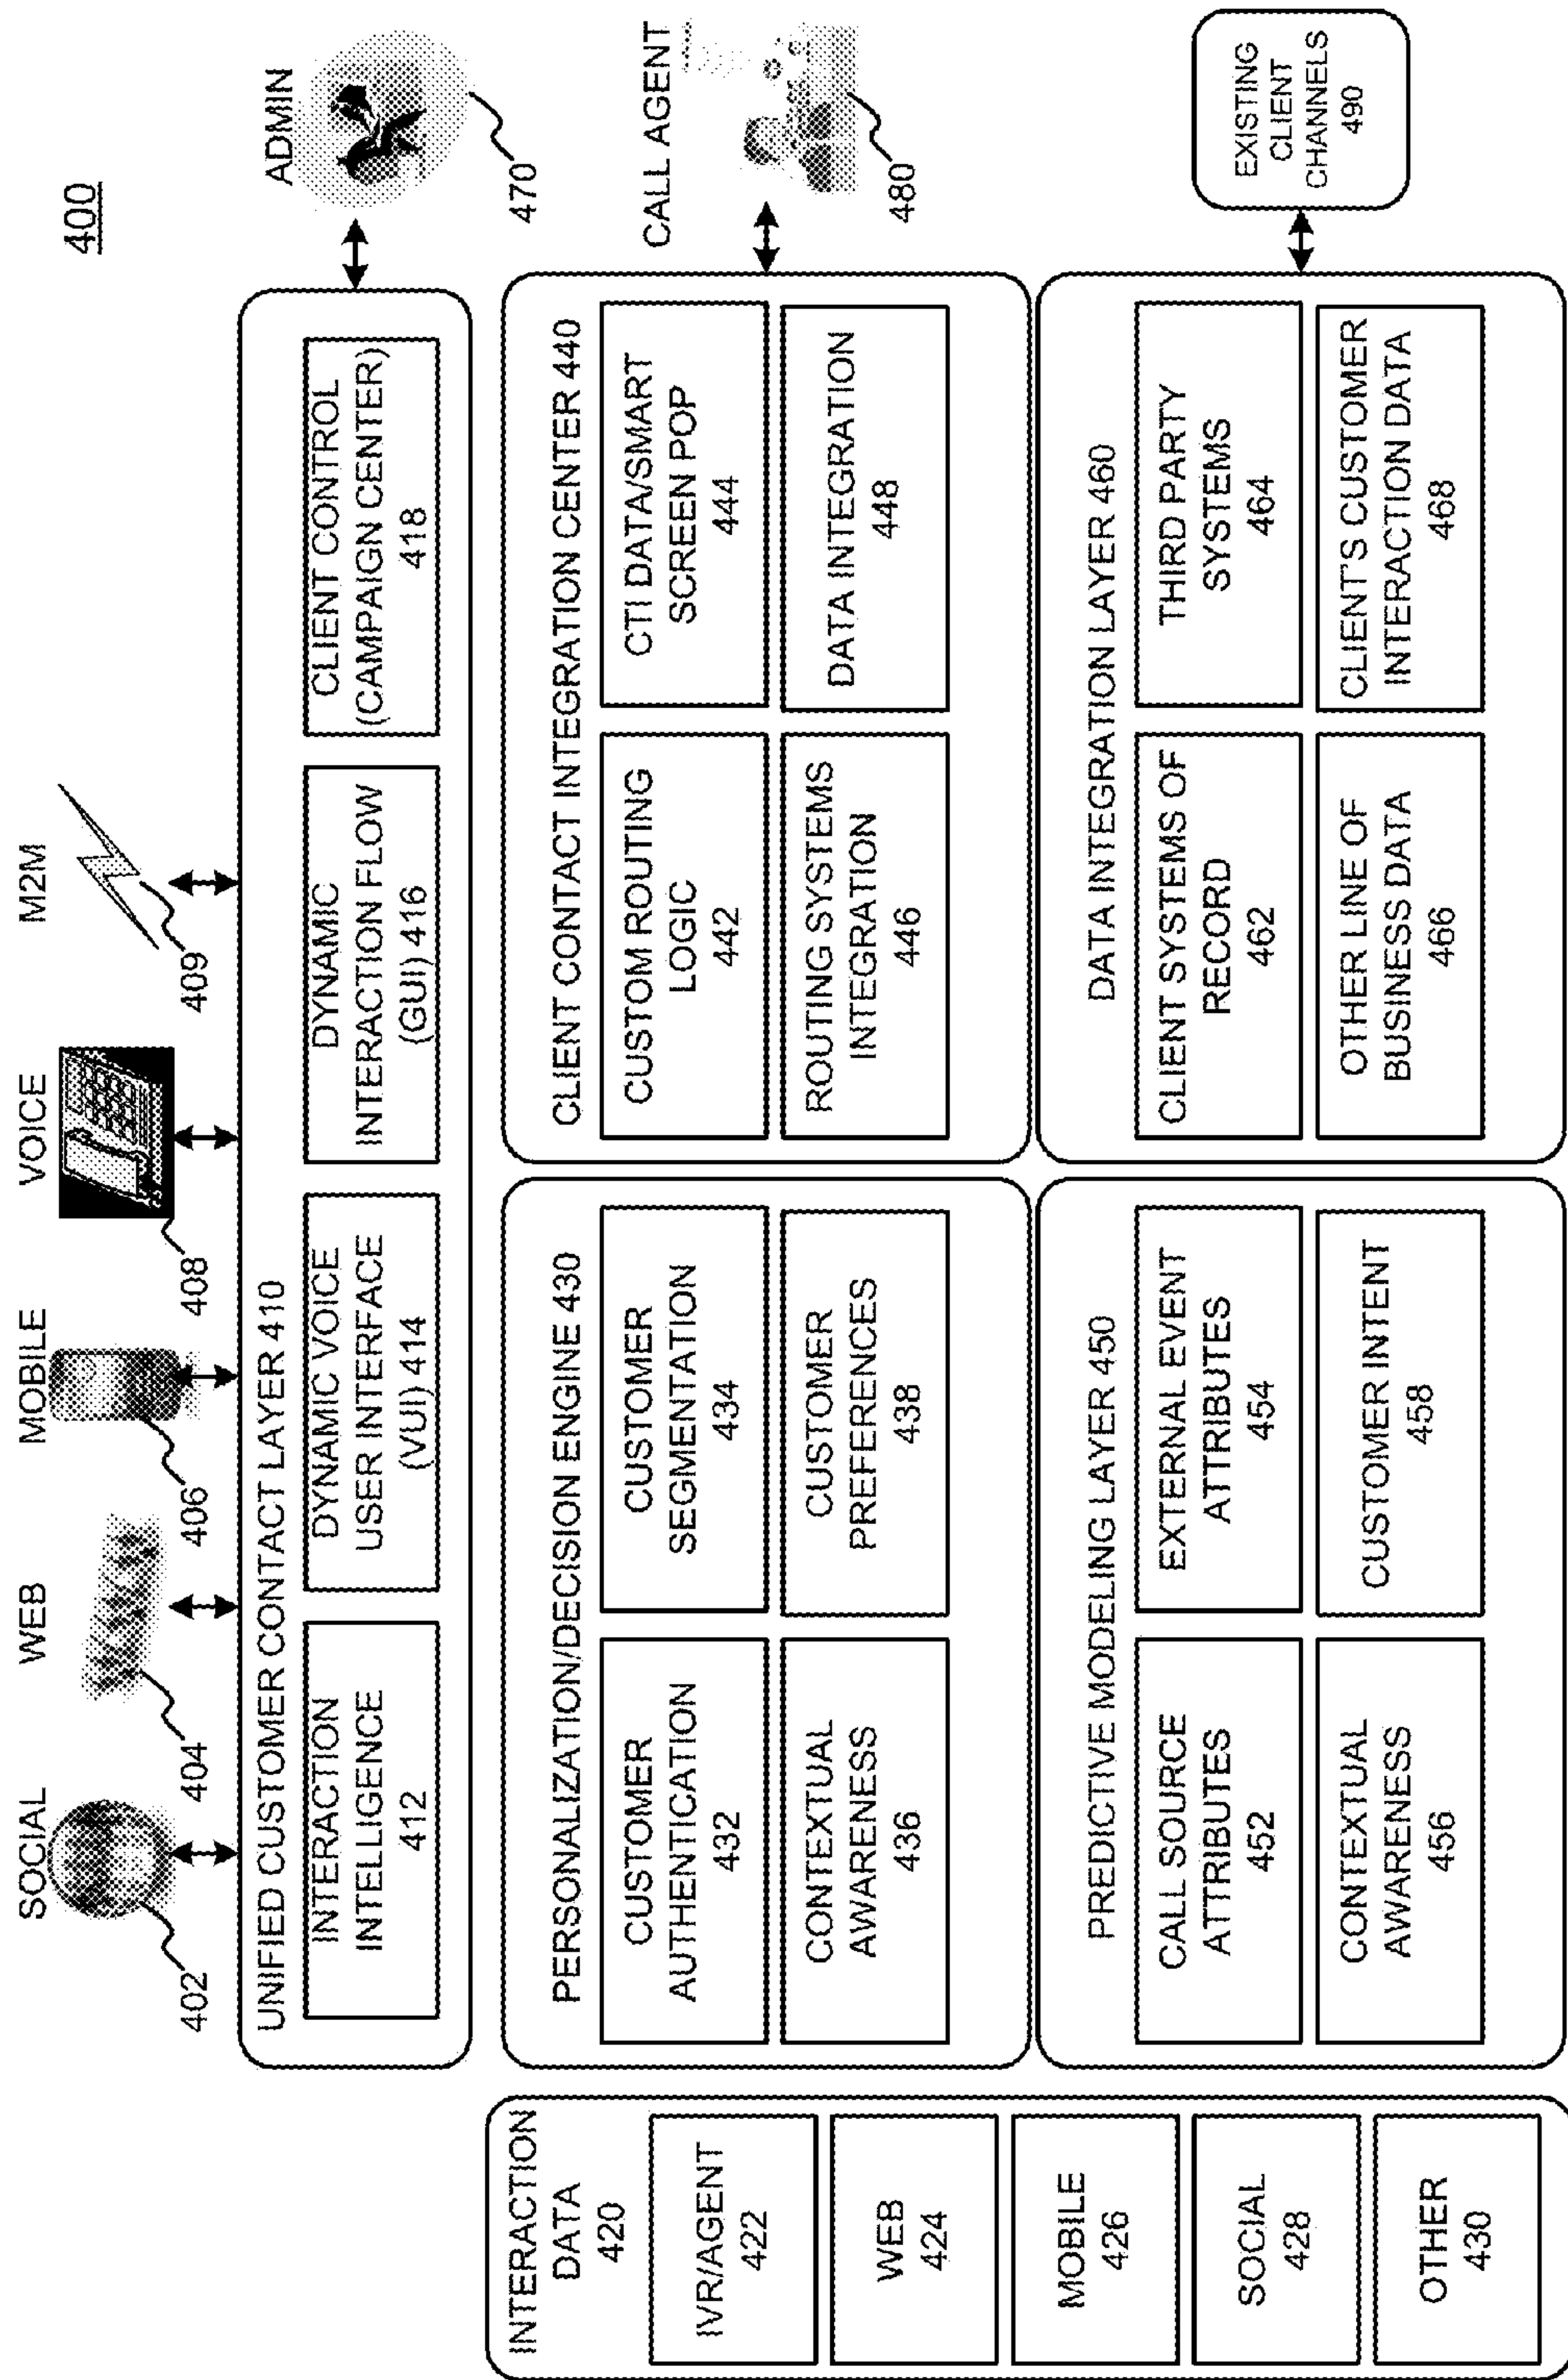 400
SOCIAL
WEB
MOBILE
VOICE
M2M
402
404
406
408
409
UNIFIED CUSTOMER CONTACT LAYER 410
INTERACTION
INTELLIGENCE
412
DYNAMIC VOICE
USER INTERFACE
(VUI) 414
DYNAMIC
INTERACTION FLOW
(GUI) 416
CLIENT CONTROL
(CAMPAIGN CENTER)
418
ADMIN
470
INTERACTION
DATA
420
IVR/AGENT
422
WEB
424
MOBILE
426
SOCIAL
428
OTHER
430
PERSONALIZATION/DECISION ENGINE 430
CUSTOMER
AUTHENTICATION
432
CUSTOMER
SEGMENTATION
434
CONTEXTUAL
AWARENESS
436
CUSTOMER
PREFERENCES
438
CLIENT CONTACT INTEGRATION CENTER 440
CUSTOM ROUTING
LOGIC
442
CTI DATA/SMART
SCREEN POP
444
ROUTING SYSTEMS
INTEGRATION
446
DATA INTEGRATION
448
CALL AGENT
480
PREDICTIVE MODELING LAYER 450
CALL SOURCE
ATTRIBUTES
452
EXTERNAL EVENT
ATTRIBUTES
454
CONTEXTUAL
AWARENESS
456
CUSTOMER INTENT
458
DATA INTEGRATION LAYER 460
CLIENT SYSTEMS OF
RECORD
462
THIRD PARTY
SYSTEMS
464
OTHER LINE OF
BUSINESS DATA
466
CLIENT'S CUSTOMER
INTERACTION DATA
468
EXISTING
CLIENT
CHANNELS
490